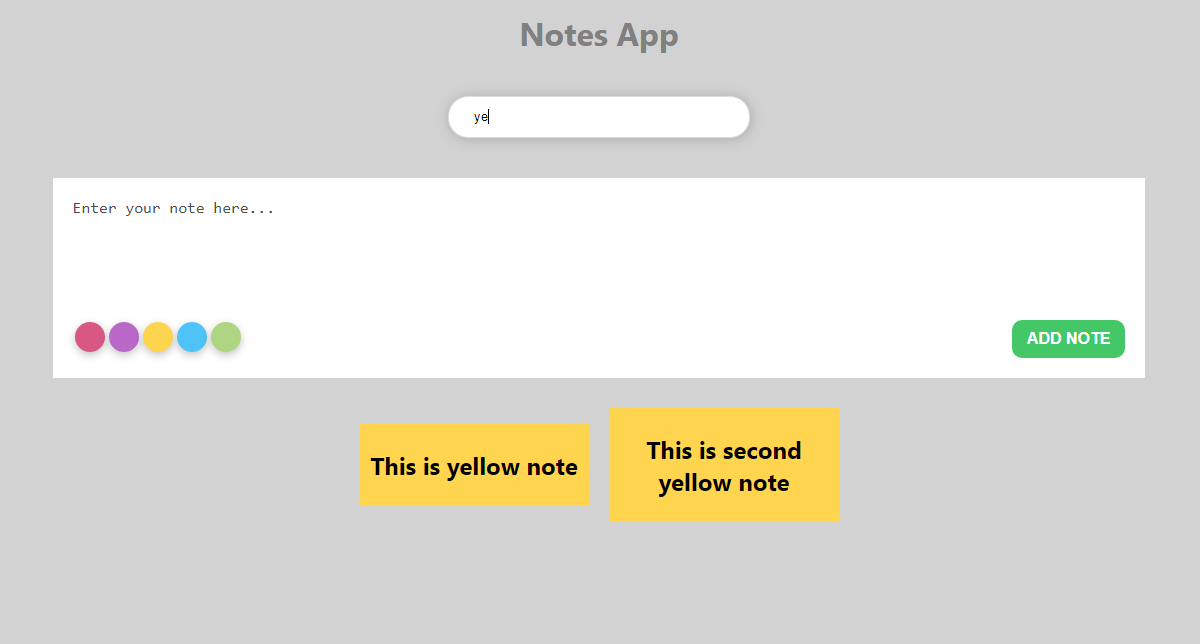 Notes App
ye
Enter your note here...
ADD NOTE
This is yellow note
This is second
yellow note